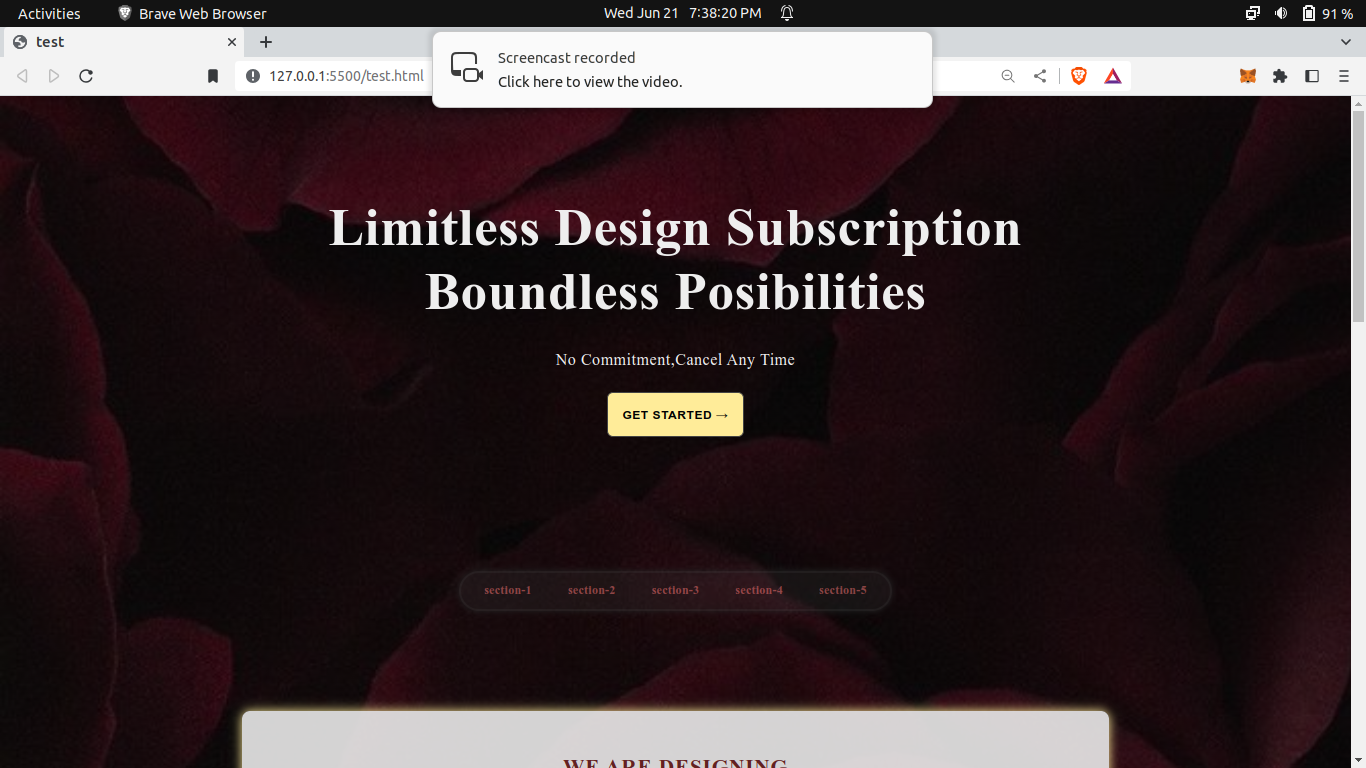 Activities Brave Web Browser Wed Jun 21 7:38:20 PM 91 %
test
Screencast recorded
Click here to view the video.
127.0.0.1:5500/test.html
Limitless Design Subscription
Boundless Posibilities
No Commitment,Cancel Any Time
GET STARTED →
section-1 section-2 section-3 section-4 section-5
WE ARE DESIGNING